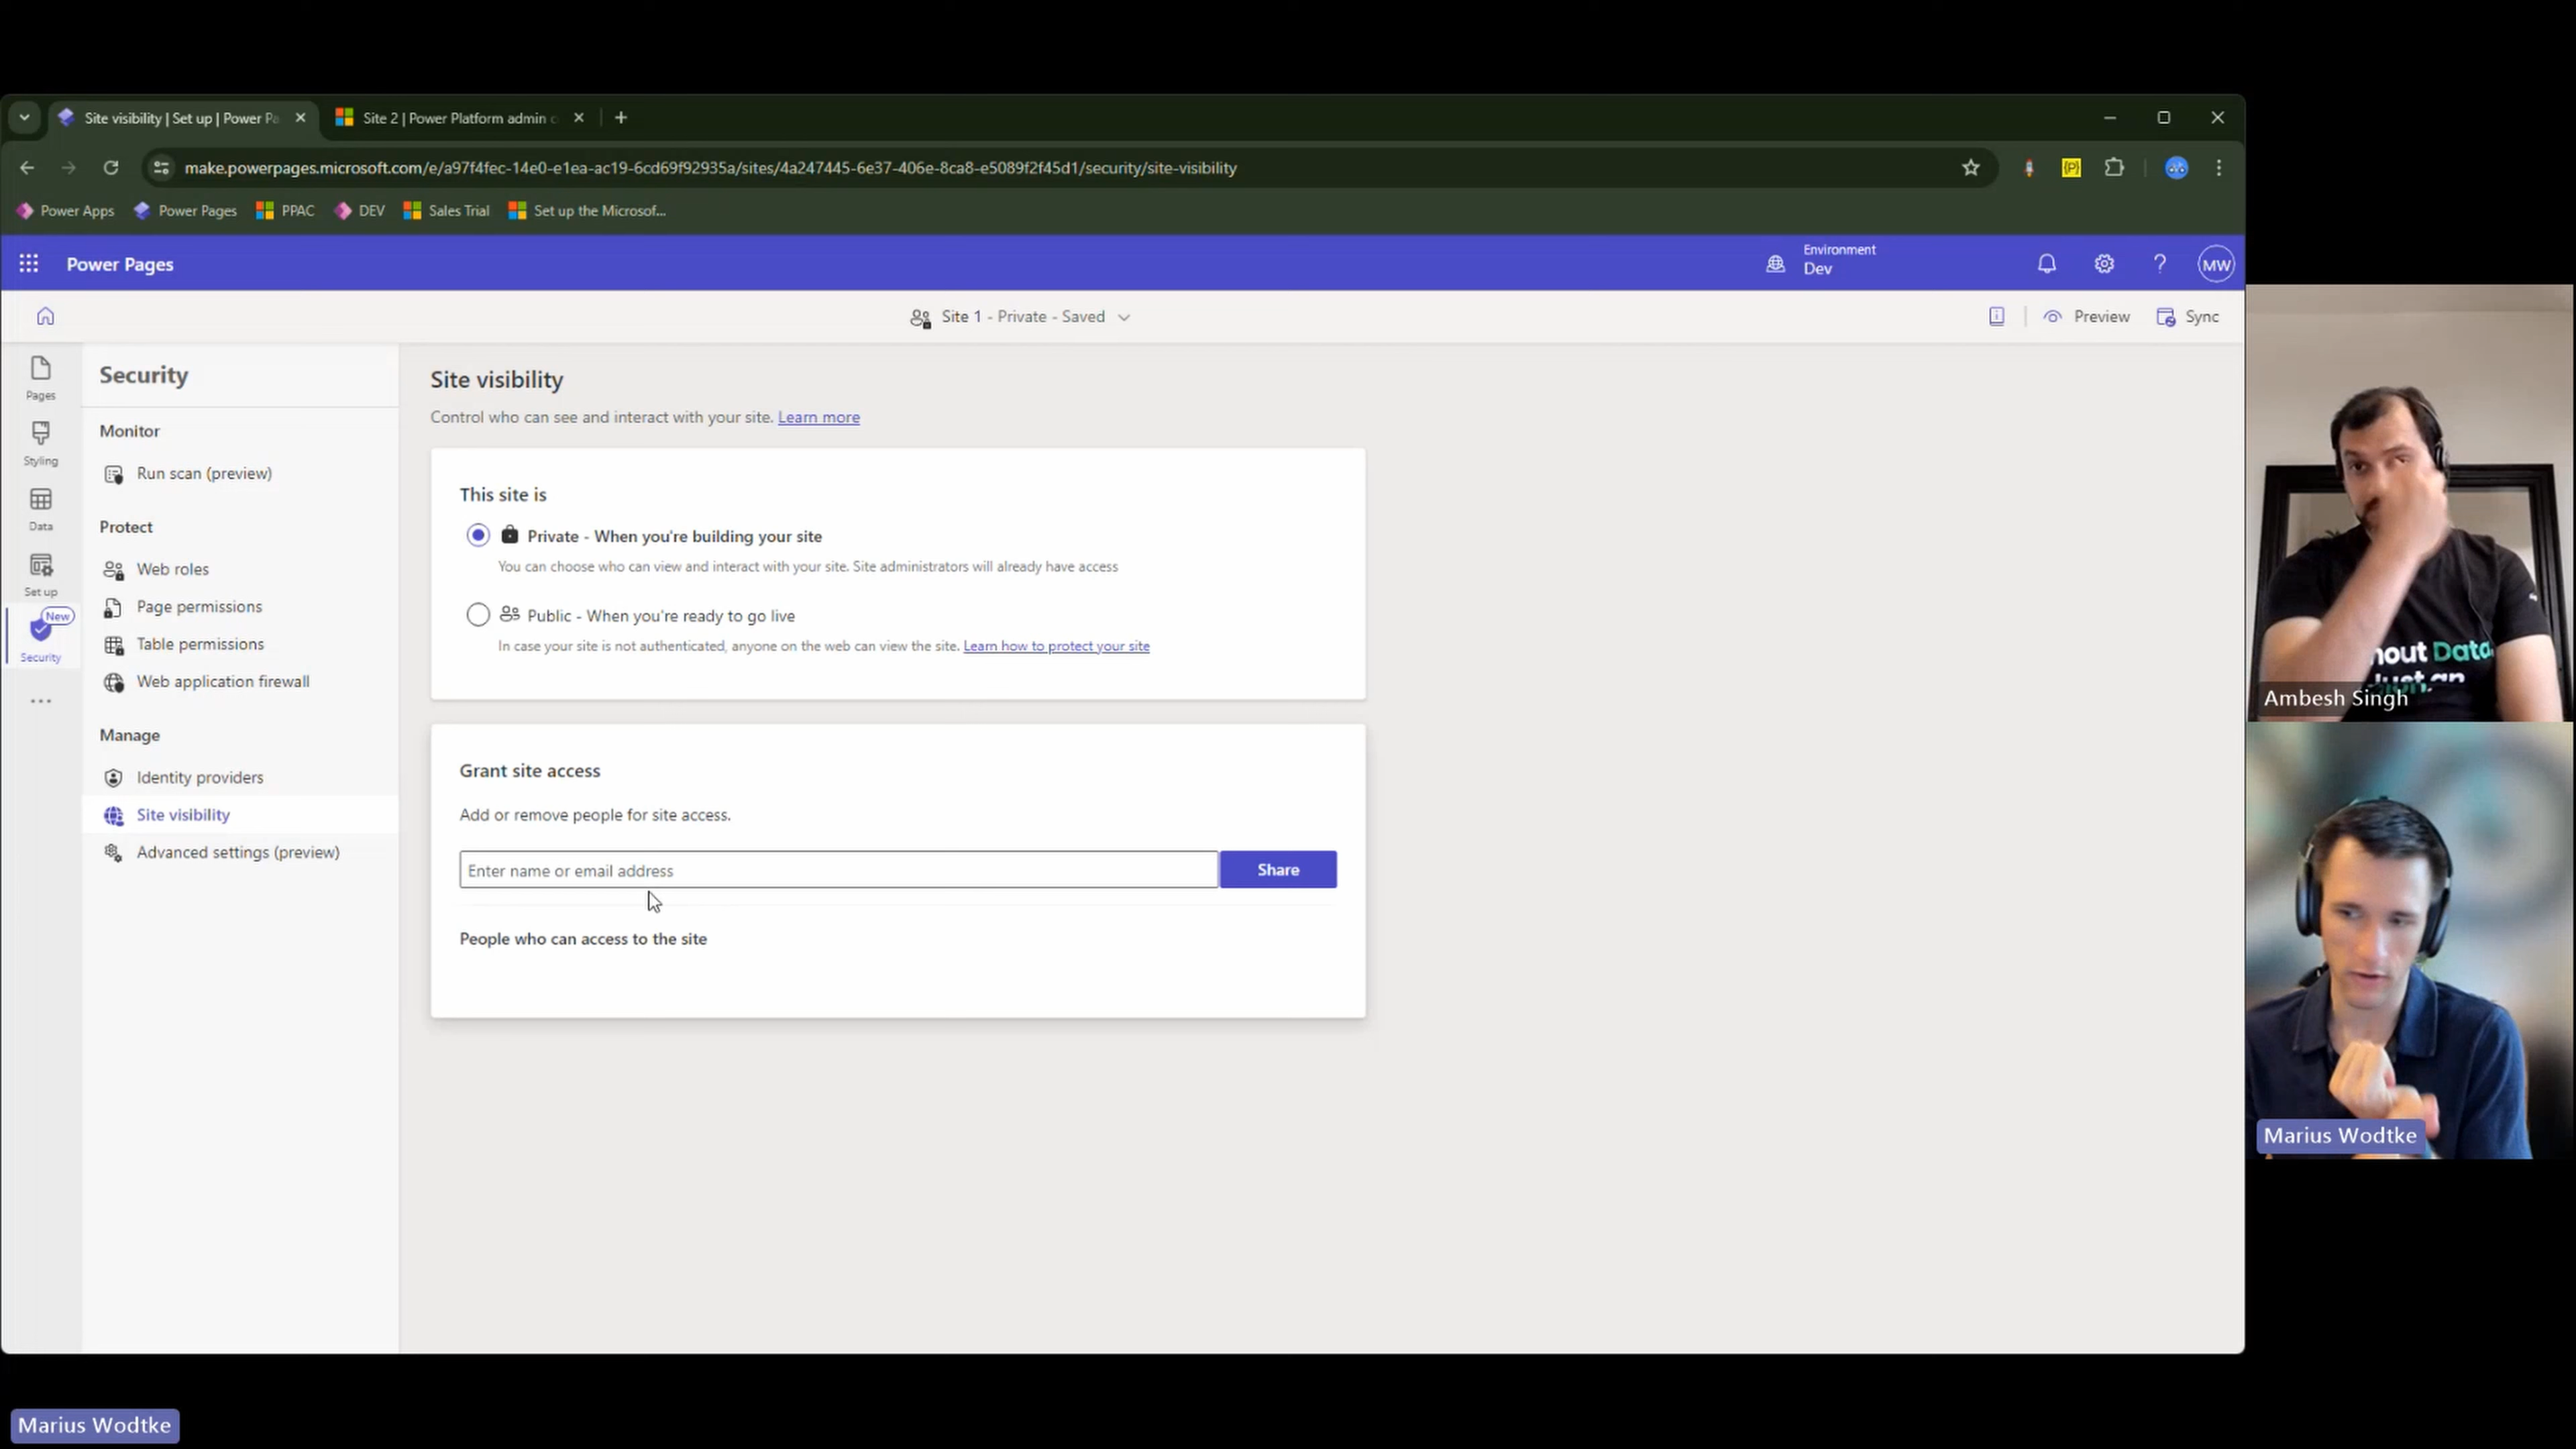 Site visibility | Set up | Power Pa
Site 2 | Power Platform admin c
make.powerpages.microsoft.com/e/a97f4fec-14e0-e1ea-ac19-6cd69f92935a/sites/4a247445-6e37-406e-8ca8-e5089f2f45d1/security/site-visibility
Power Apps
Power Pages
PPAC
DEV
Sales Trial
Set up the Microsof...
Power Pages
Environment
Dev
MW
Site 1 - Private - Saved
Preview
Sync
Pages
Styling
Data
Set up
New
Security
Security
Monitor
Run scan (preview)
Protect
Web roles
Page permissions
Table permissions
Web application firewall
Manage
Identity providers
Site visibility
Advanced settings (preview)
Site visibility
Control who can see and interact with your site. Learn more
This site is
Private - When you're building your site
You can choose who can view and interact with your site. Site administrators will already have access
Public - When you're ready to go live
In case your site is not authenticated, anyone on the web can view the site. Learn how to protect your site
Grant site access
Add or remove people for site access.
Enter name or email address
Share
People who can access to the site
hout Data
Just an
Ambesh Singh
Marius Wodtke
Marius Wodtke